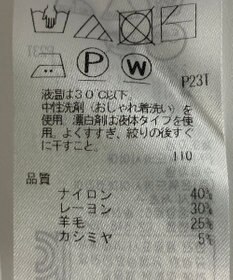 P
W
P23T
液温は30℃以下、
中性洗剤（おしゃれ着洗い）を
使用。漂白剤は液体タイプを使
用。よくすすぎ、絞りの後すぐ
に干すこと。
110
品質
ナイロン 40%
レーヨン 30%
羊毛 25%
カシミヤ 5%